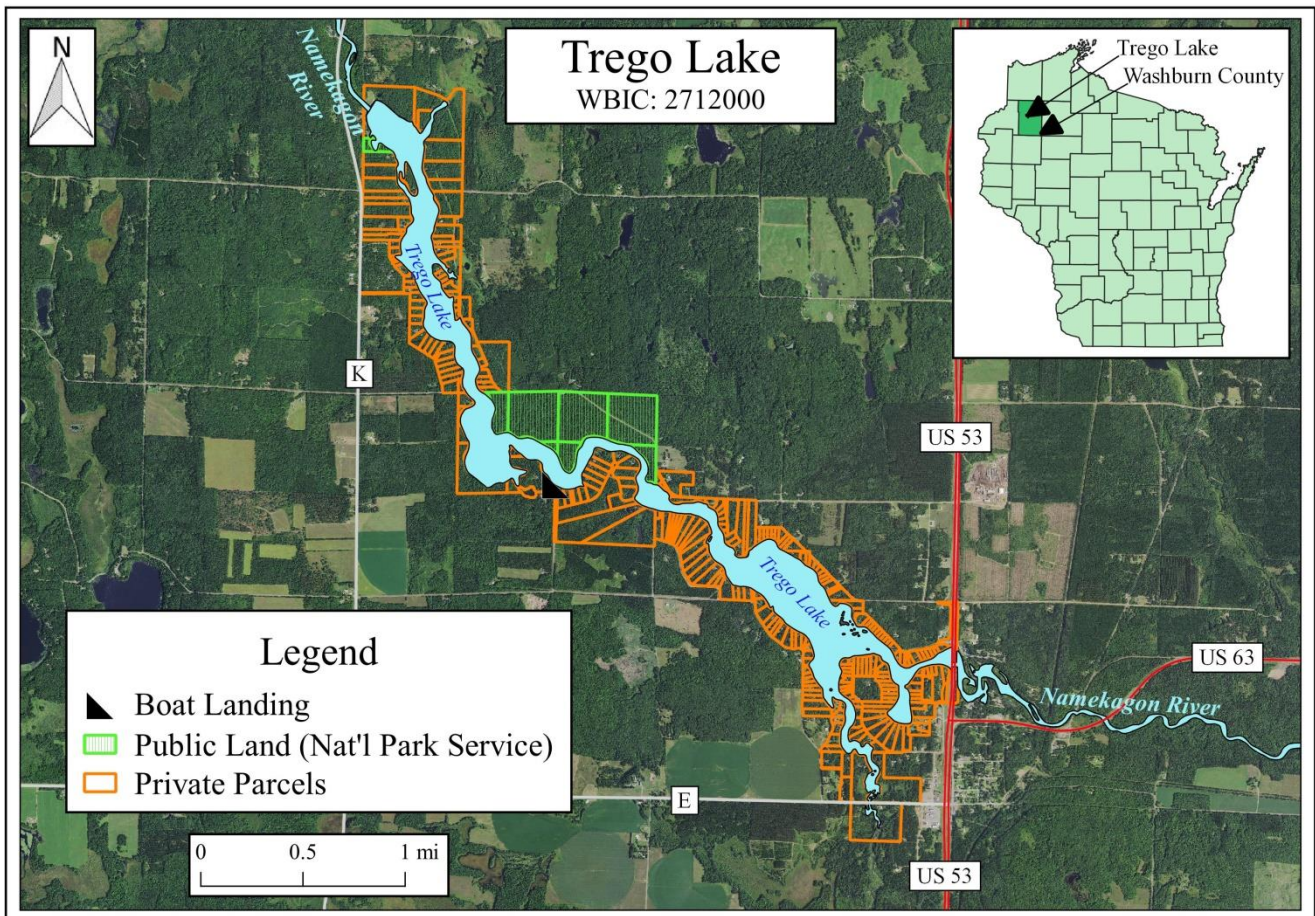 N
Namekagon
River
Trego Lake
WBIC: 2712000
Trego Lake
Washburn County
Trego Lake
K
US 53
Trego Lake
US 63
Namekagon River
Legend
Boat Landing
Public Land (Nat'l Park Service)
Private Parcels
E
0 0.5 1 mi
US 53